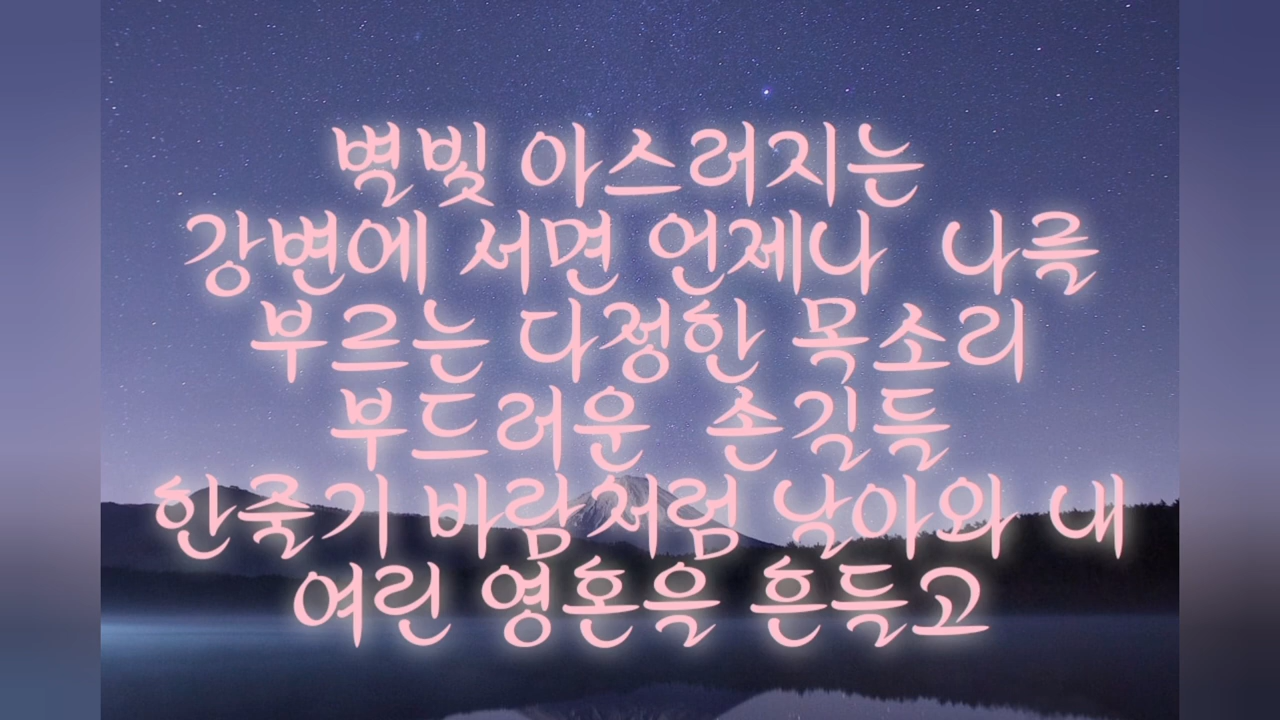 별빛 아스러지는
강변에 서면 언제나 나를
부르는 다정한 목소리
부드러운 손길들
한줄기 바람처럼 날아와 내
여린 영혼을 흔들고